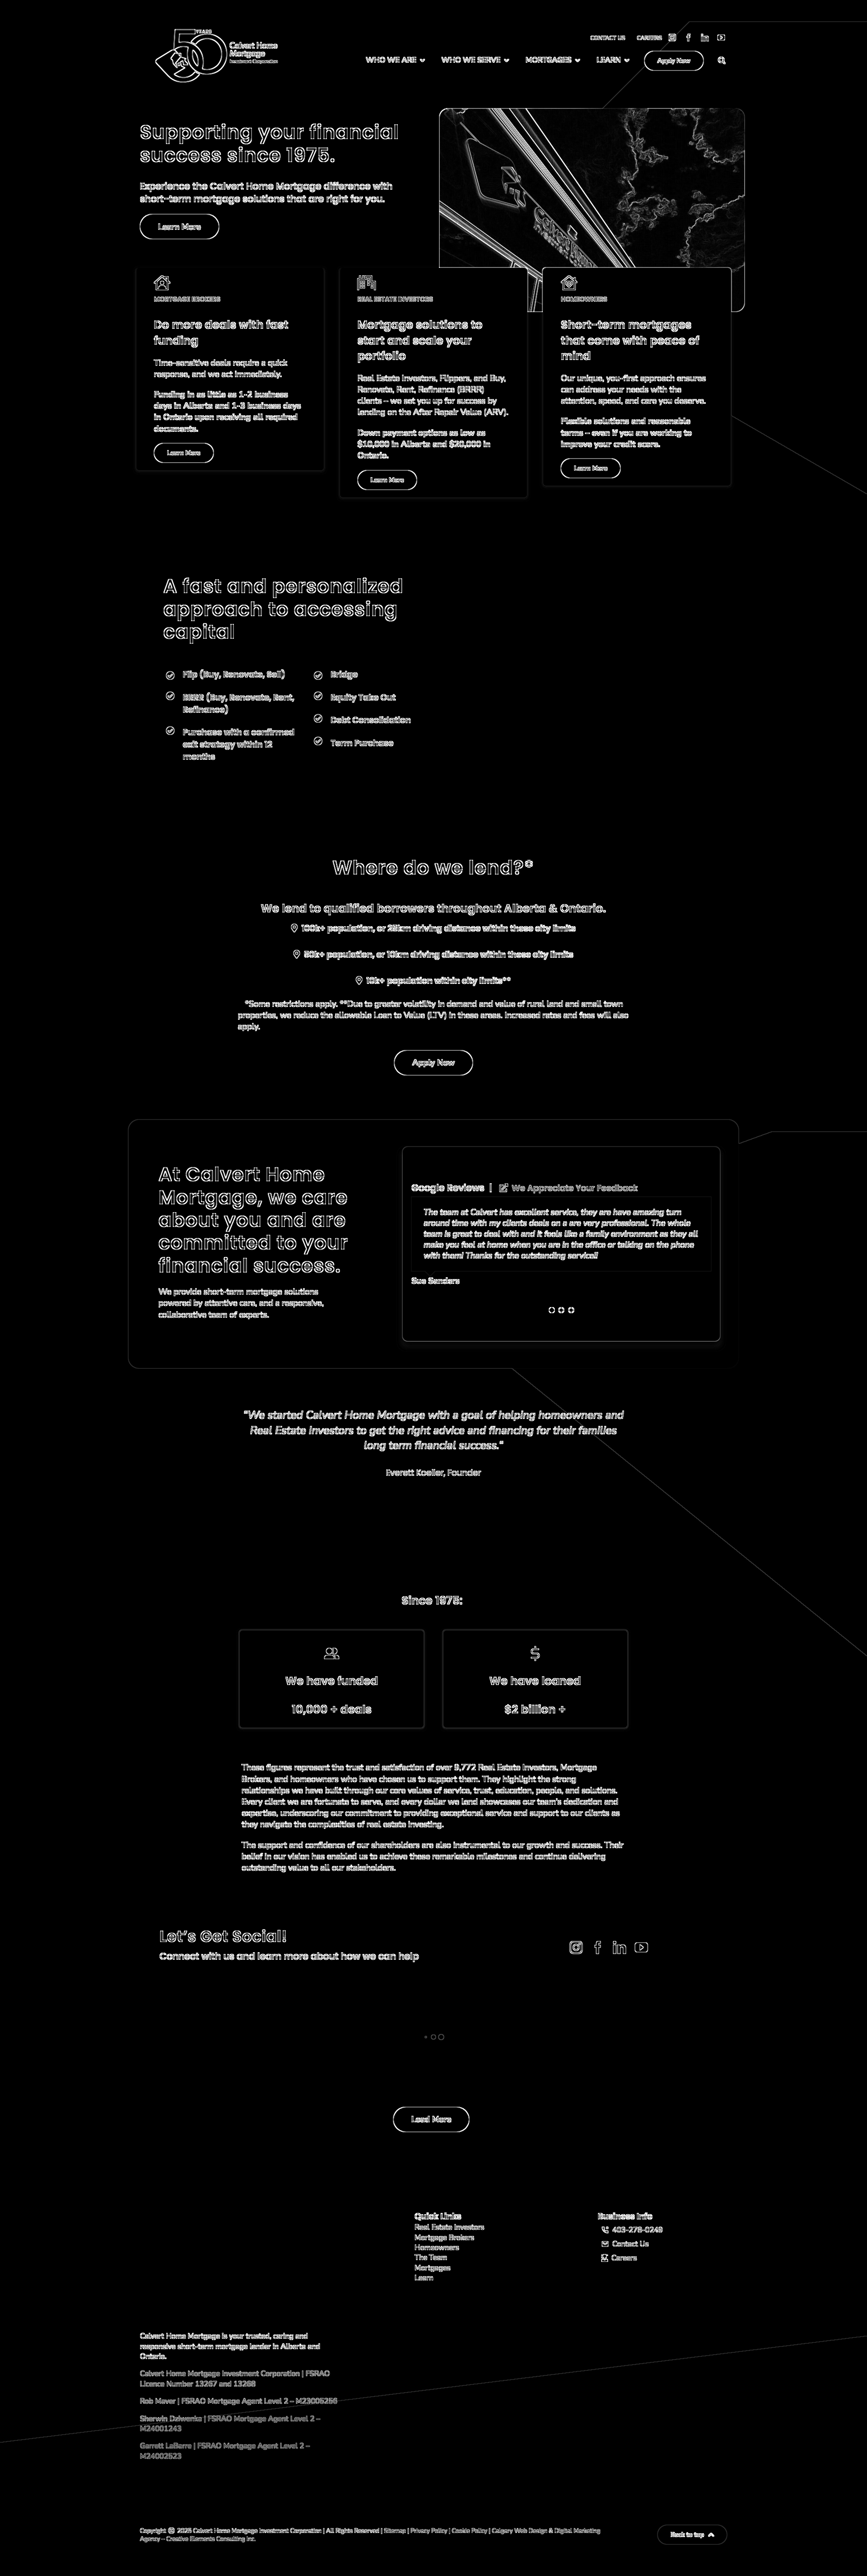 50 YEARS
Calvert Home
Mortgage
Investment Corporation
CONTACT US
CAREERS
WHO WE ARE
WHO WE SERVE
MORTGAGES
LEARN
Apply Now
Supporting your financial
success since 1975.
Experience the Calvert Home Mortgage difference with
short-term mortgage solutions that are right for you.
Learn More
MORTGAGE BROKERS
Do more deals with fast
funding
Time-sensitive deals require a quick
response, and we act immediately.
Funding in as little as 1-2 business
days in Alberta and 1-3 business days
in Ontario upon receiving all required
documents.
Learn More
REAL ESTATE INVESTORS
Mortgage solutions to
start and scale your
portfolio
Real Estate Investors, Flippers, and Buy,
Renovate, Rent, Refinance (BRRR)
clients – we set you up for success by
lending on the After Repair Value (ARV).
Down payment options as low as
$10,000 in Alberta and $20,000 in
Ontario.
Learn More
HOMEOWNERS
Short-term mortgages
that come with peace of
mind
Our unique, you-first approach ensures
can address your needs with the
attention, speed, and care you deserve.
Flexible solutions and reasonable
terms – even if you are working to
improve your credit score.
Learn More
A fast and personalized
approach to accessing
capital
Flip (Buy, Renovate, Sell)
BRRR (Buy, Renovate, Rent,
Refinance)
Purchase with a confirmed
exit strategy within 12
months
Bridge
Equity Take Out
Debt Consolidation
Term Purchase
Where do we lend?*
We lend to qualified borrowers throughout Alberta & Ontario.
100k+ population, or 25km driving distance within these city limits
50k+ population, or 10km driving distance within these city limits
10k+ population within city limits**
*Some restrictions apply. **Due to greater volatility in demand and value of rural land and small town
properties, we reduce the allowable Loan to Value (LTV) in these areas. Increased rates and fees will also
apply.
Apply Now
At Calvert Home
Mortgage, we care
about you and are
committed to your
financial success.
We provide short-term mortgage solutions
powered by attentive care, and a responsive,
collaborative team of experts.
Google Reviews | We Appreciate Your Feedback
The team at Calvert has excellent service, they are have amazing turn
around time with my clients deals an a are very professional. The whole
team is great to deal with and it feels like a family environment as they all
make you feel at home when you are in the office or talking on the phone
with them! Thanks for the outstanding service!!
Sue Sanders
"We started Calvert Home Mortgage with a goal of helping homeowners and
Real Estate Investors to get the right advice and financing for their families
long term financial success."
Everett Koeller, Founder
Since 1975:
We have funded
10,000 + deals
We have loaned
$2 billion +
These figures represent the trust and satisfaction of over 9,772 Real Estate Investors, Mortgage
Brokers, and homeowners who have chosen us to support them. They highlight the strong
relationships we have built through our core values of service, trust, education, people, and solutions.
Every client we are fortunate to serve, and every dollar we lend showcases our team's dedication and
expertise, underscoring our commitment to providing exceptional service and support to our clients as
they navigate the complexities of real estate investing.
The support and confidence of our shareholders are also instrumental to our growth and success. Their
belief in our vision has enabled us to achieve these remarkable milestones and continue delivering
outstanding value to all our stakeholders.
Let's Get Social!
Connect with us and learn more about how we can help
Load More
Quick Links
Real Estate Investors
Mortgage Brokers
Homeowners
The Team
Mortgages
Learn
Business Info
403-278-0249
Contact Us
Careers
Calvert Home Mortgage is your trusted, caring and
responsive short-term mortgage lender in Alberta and
Ontario.
Calvert Home Mortgage Investment Corporation | FSRAO
Licence Number 13267 and 13268
Rob Mayer | FSRAO Mortgage Agent Level 2 – M23005256
Sherwin Dziwenka | FSRAO Mortgage Agent Level 2 –
M24001243
Garrett LaBarre | FSRAO Mortgage Agent Level 2 –
M24002523
Copyright © 2025 Calvert Home Mortgage Investment Corporation | All Rights Reserved | Sitemap | Privacy Policy | Cookie Policy | Calgary Web Design & Digital Marketing
Agency – Creative Elements Consulting Inc.
Back to top